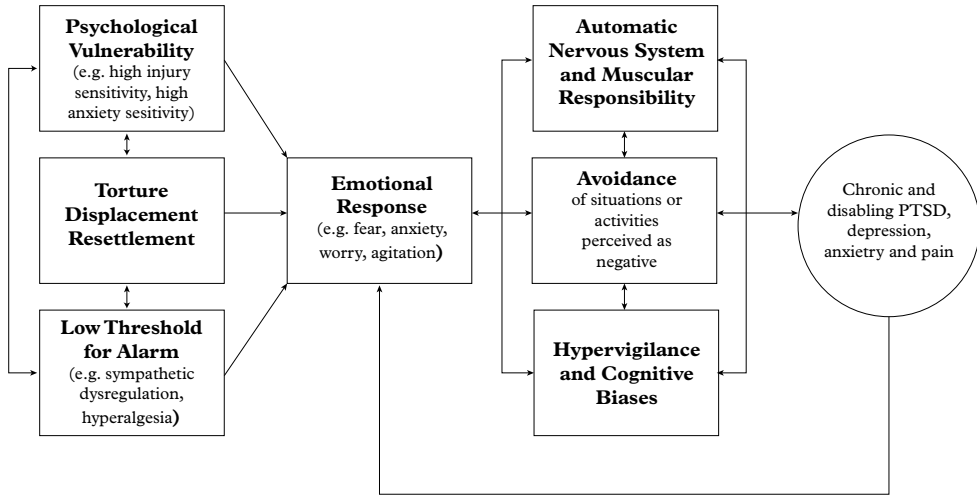 Psychological
Vulnerability
(e.g. high injury
sensitivity, high
anxiety sesitivity)
Torture
Displacement
Resettlement
Low Threshold
for Alarm
(e.g. sympathetic
dysregulation,
hyperalgesia)
Emotional
Response
(e.g. fear, anxiety,
worry, agitation)
Automatic
Nervous System
and Muscular
Responsibility
Avoidance
of situations or
activities
perceived as
negative
Hypervigilance
and Cognitive
Biases
Chronic and
disabling PTSD,
depression,
anxietry and pain